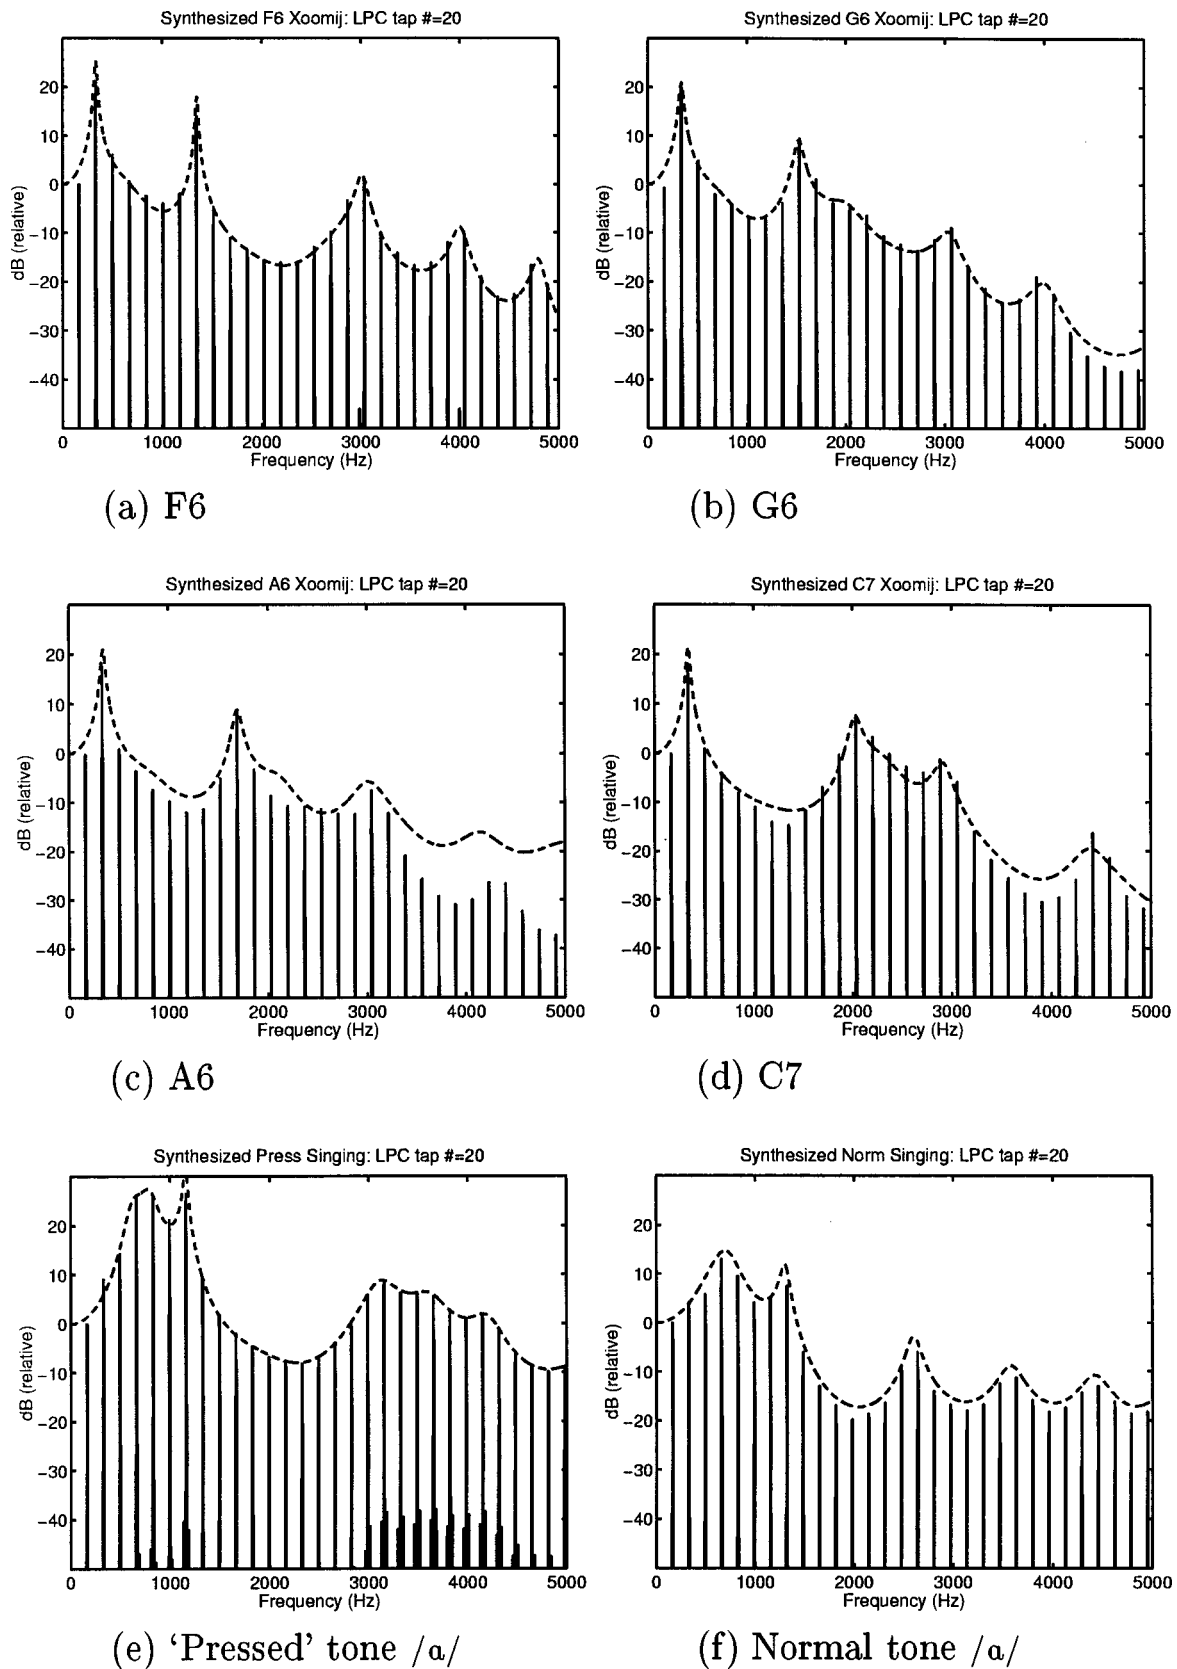 Synthesized F6 Xoomij: LPC tap #=20
dB (relative)
20
10
0
−10
−20
−30
−40
0 1000 2000 3000 4000 5000
Frequency (Hz)
(a) F6
Synthesized G6 Xoomij: LPC tap #=20
dB (relative)
20
10
0
−10
−20
−30
−40
0 1000 2000 3000 4000 5000
Frequency (Hz)
(b) G6
Synthesized A6 Xoomij: LPC tap #=20
dB (relative)
20
10
0
−10
−20
−30
−40
0 1000 2000 3000 4000 5000
Frequency (Hz)
(c) A6
Synthesized C7 Xoomij: LPC tap #=20
dB (relative)
20
10
0
−10
−20
−30
−40
0 1000 2000 3000 4000 5000
Frequency (Hz)
(d) C7
Synthesized Press Singing: LPC tap #=20
dB (relative)
20
10
0
−10
−20
−30
−40
0 1000 2000 3000 4000 5000
Frequency (Hz)
(e) ‘Pressed’ tone /ɑ/
Synthesized Norm Singing: LPC tap #=20
dB (relative)
20
10
0
−10
−20
−30
−40
0 1000 2000 3000 4000 5000
Frequency (Hz)
(f) Normal tone /ɑ/